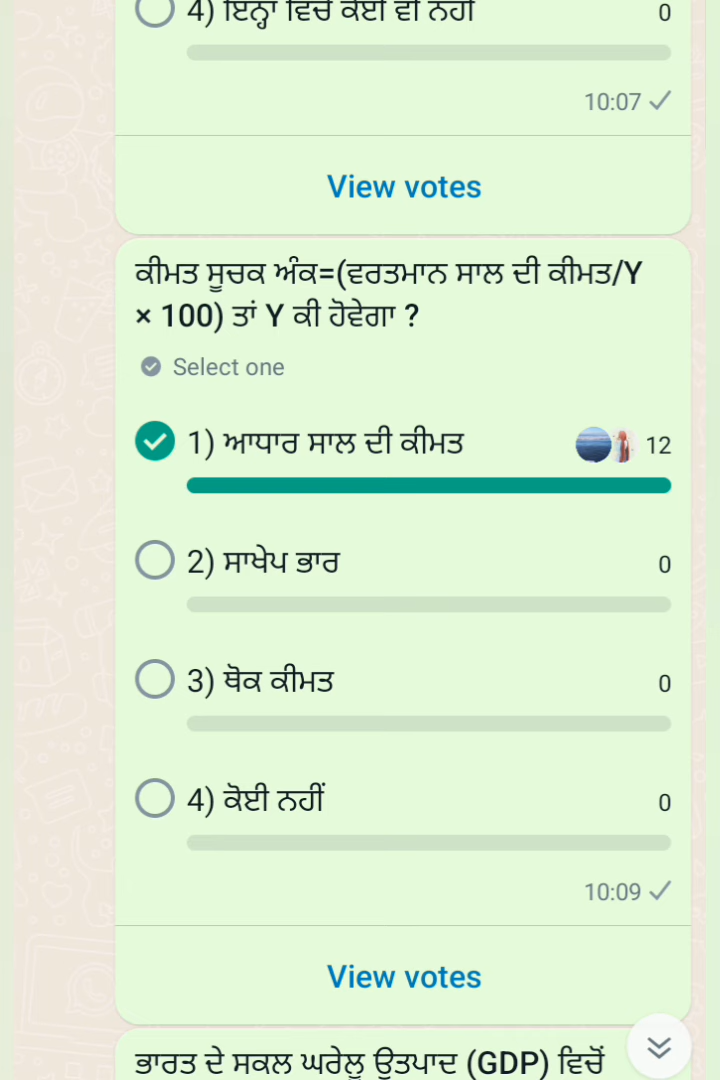 4) ਇਨ੍ਹਾਂ ਵਿਚੋਂ ਕੋਈ ਵੀ ਨਹੀਂ 0
10:07
View votes
ਕੀਮਤ ਸੂਚਕ ਅੰਕ=(ਵਰਤਮਾਨ ਸਾਲ ਦੀ ਕੀਮਤ/Y
× 100) ਤਾਂ Y ਕੀ ਹੋਵੇਗਾ ?
Select one
1) ਆਧਾਰ ਸਾਲ ਦੀ ਕੀਮਤ 12
2) ਸਾਖੇਪ ਭਾਰ 0
3) ਥੋਕ ਕੀਮਤ 0
4) ਕੋਈ ਨਹੀਂ 0
10:09
View votes
ਭਾਰਤ ਦੇ ਸਕਲ ਘਰੇਲੂ ਉਤਪਾਦ (GDP) ਵਿਚੋਂ